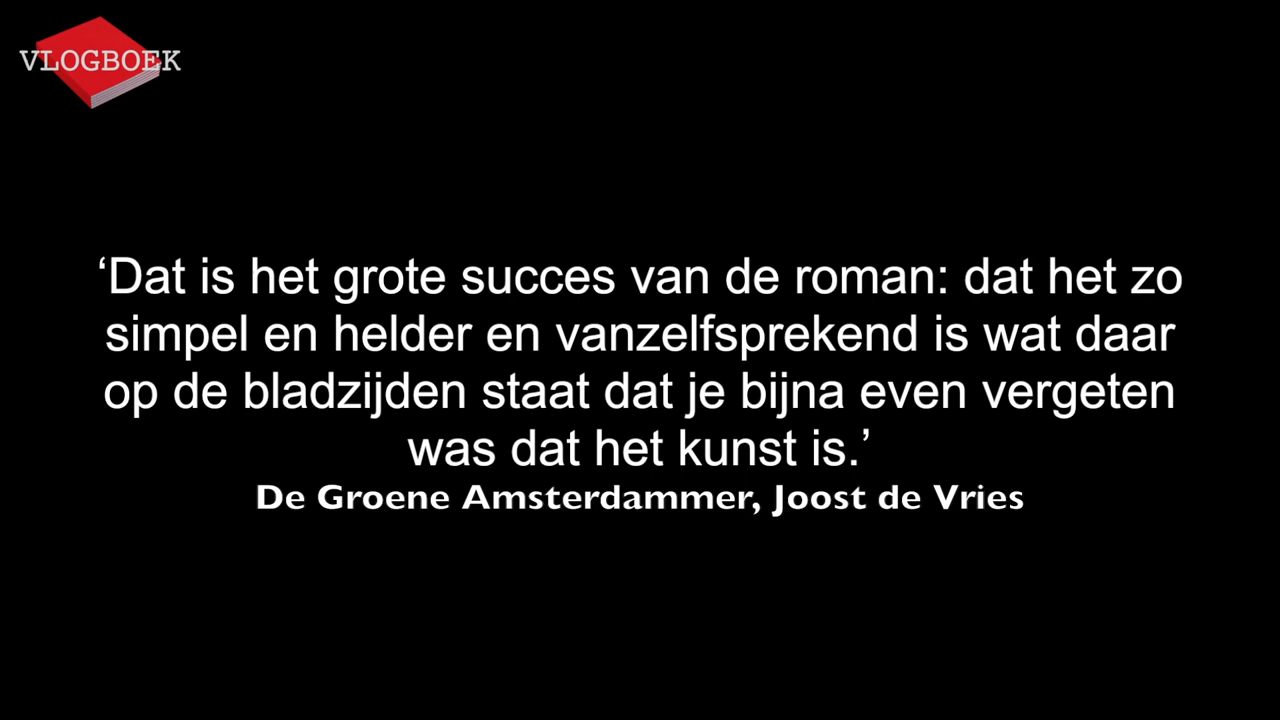 VLOGBOEK
‘Dat is het grote succes van de roman: dat het zo
simpel en helder en vanzelfsprekend is wat daar
op de bladzijden staat dat je bijna even vergeten
was dat het kunst is.’
De Groene Amsterdammer, Joost de Vries